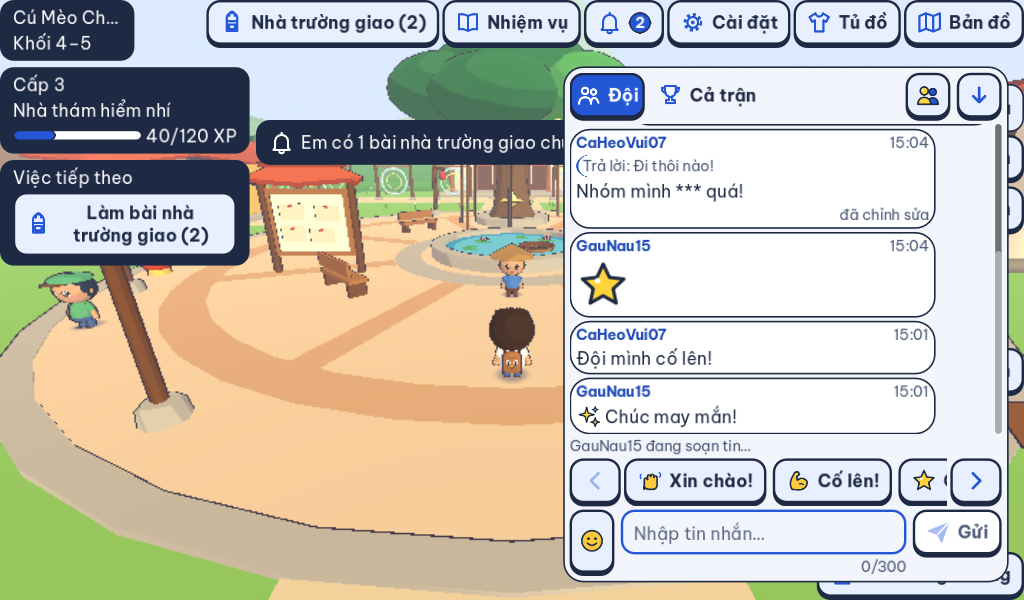 Cú Mèo Ch...
Khối 4-5
Nhà trường giao (2)
Nhiệm vụ
2
Cài đặt
Tủ đồ
Bản đồ
Cấp 3
Nhà thám hiểm nhí
40/120 XP
Em có 1 bài nhà trường giao
Việc tiếp theo
Làm bài nhà
trường giao (2)
Đội
Cả trận
CaHeoVui07
15:04
Trả lời: Đi thôi nào!
Nhóm mình *** quá!
đã chỉnh sửa
GauNau15
15:04
CaHeoVui07
15:01
Đội mình cố lên!
GauNau15
15:01
Chúc may mắn!
GauNau15 đang soạn tin...
Xin chào!
Cố lên!
Nhập tin nhắn...
Gửi
0/300